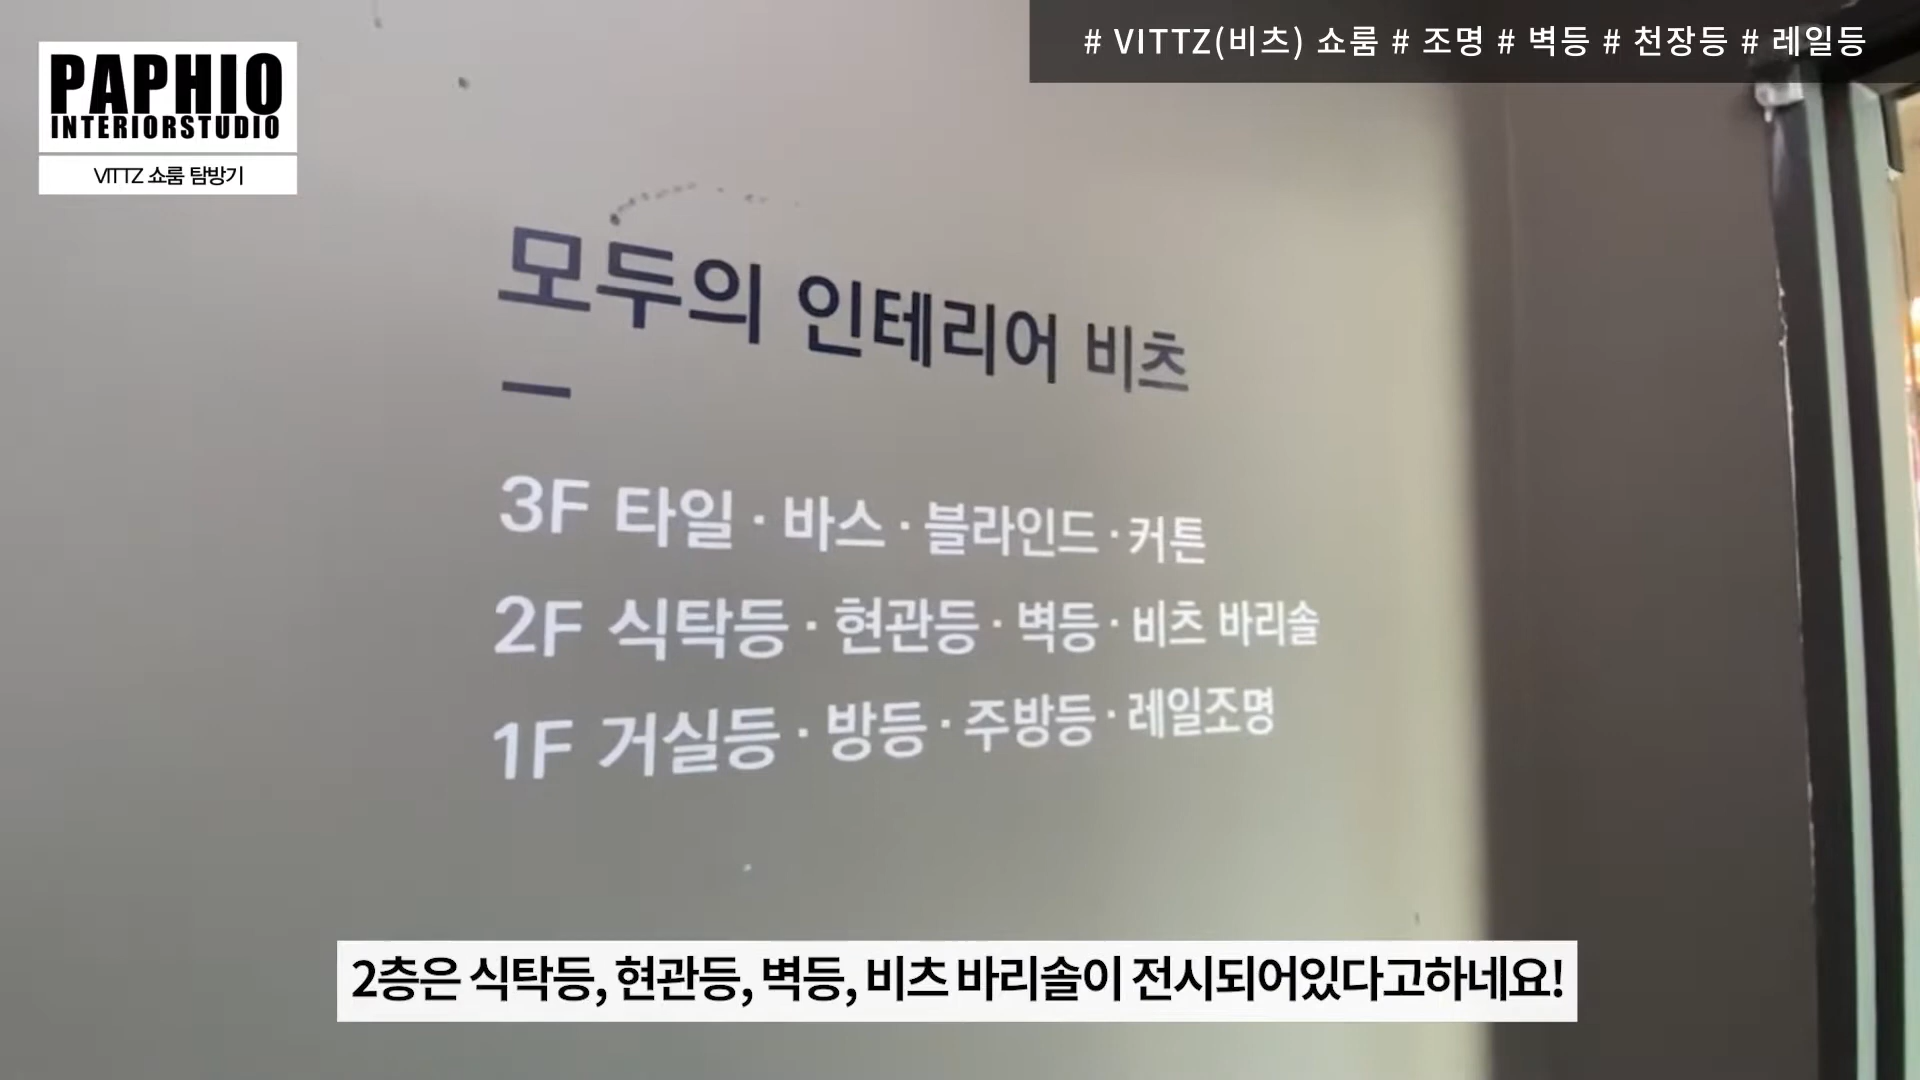 PAPHIO
INTERIORSTUDIO
VITTZ 쇼룸 탐방기
# VITTZ(비츠) 쇼룸 # 조명 # 벽등 # 천장등 # 레일등
모두의 인테리어 비츠
3F 타일 · 바스 · 블라인드 · 커튼
2F 식탁등 · 현관등 · 벽등 · 비츠 바리솔
1F 거실등 · 방등 · 주방등 · 레일조명
2층은 식탁등, 현관등, 벽등, 비츠 바리솔이 전시되어있다고하네요!